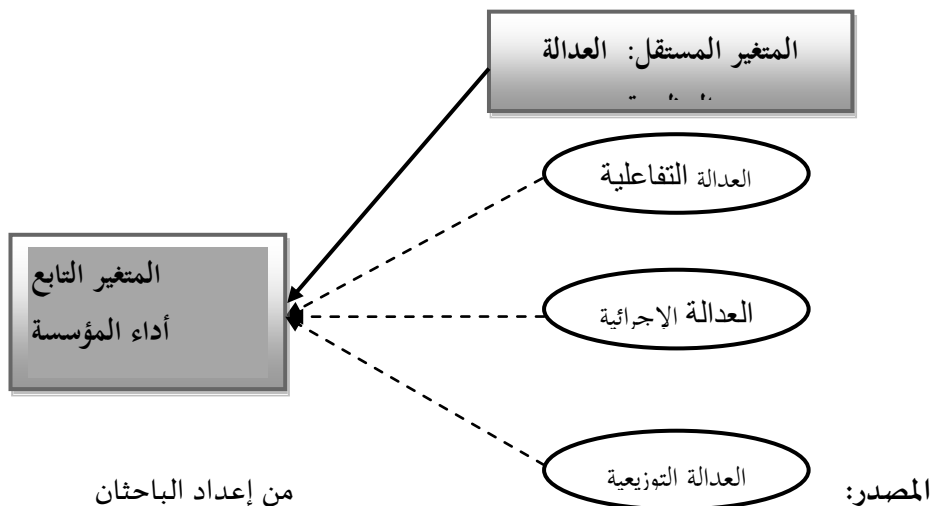 المتغير المستقل: العدالة
العدالة التفاعلية
المتغير التابع
أداء المؤسسة
العدالة الإجرائية
العدالة التوزيعية
المصدر: من إعداد الباحثان